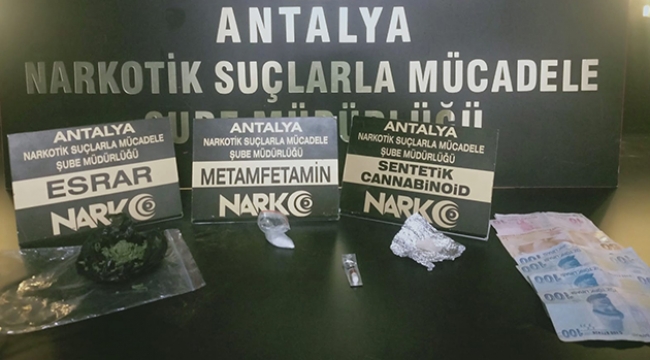 ANTALYA
NARKOTİK SUÇLARLA MÜCADELE
ŞUBE MÜDÜRLÜĞÜ
ANTALYA
NARKOTİK SUÇLARLA MÜCADELE
ŞUBE MÜDÜRLÜĞÜ
ESRAR
NARKO
ANTALYA
NARKOTİK SUÇLARLA MÜCADELE
ŞUBE MÜDÜRLÜĞÜ
METAMFETAMİN
NARKO
ANTALYA
NARKOTİK SUÇLARLA MÜCADELE
ŞUBE MÜDÜRLÜĞÜ
SENTETİK
CANNABİNOİD
NARKO
100
100
100